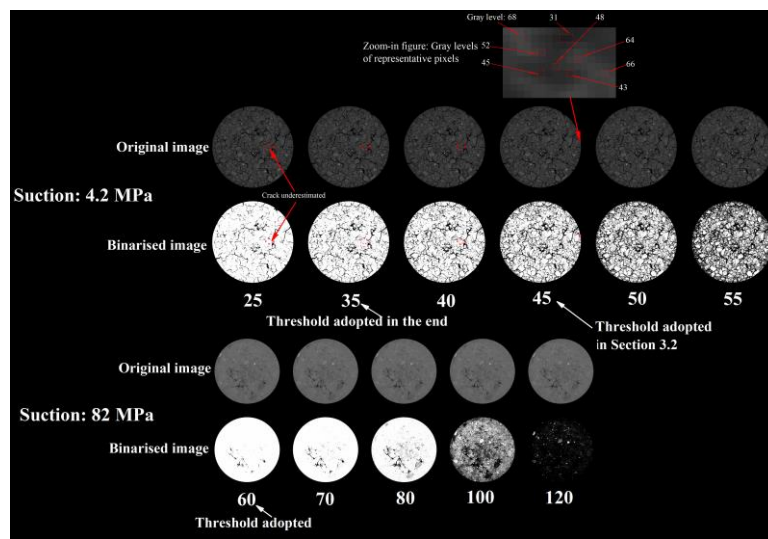 Gray level: 68 31 48
Zoom-in figure: Gray levels
of representative pixels
52
45
64
66
43
Original image
Suction: 4.2 MPa
Crack underestimated
Binarised image
25 35 40 45 50 55
Threshold adopted in the end
Threshold adopted
in Section 3.2
Original image
Suction: 82 MPa
Binarised image
60 70 80 100 120
Threshold adopted